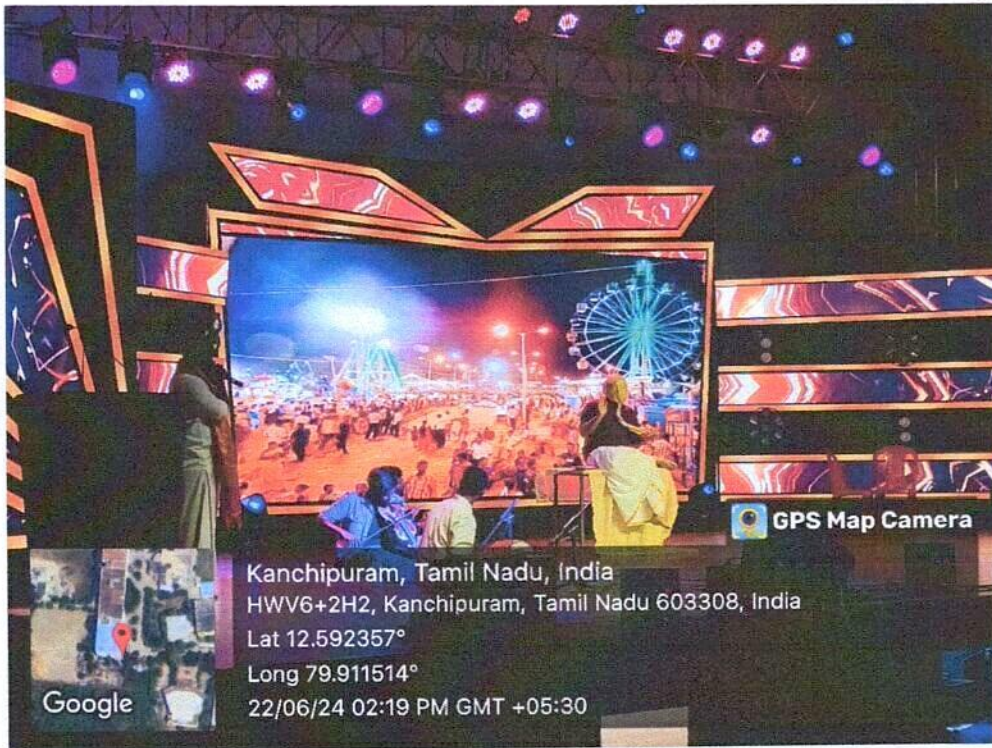 GPS Map Camera
Kanchipuram, Tamil Nadu, India
HWV6+2H2, Kanchipuram, Tamil Nadu 603308, India
Lat 12.592357°
Long 79.911514°
22/06/24 02:19 PM GMT +05:30
Google